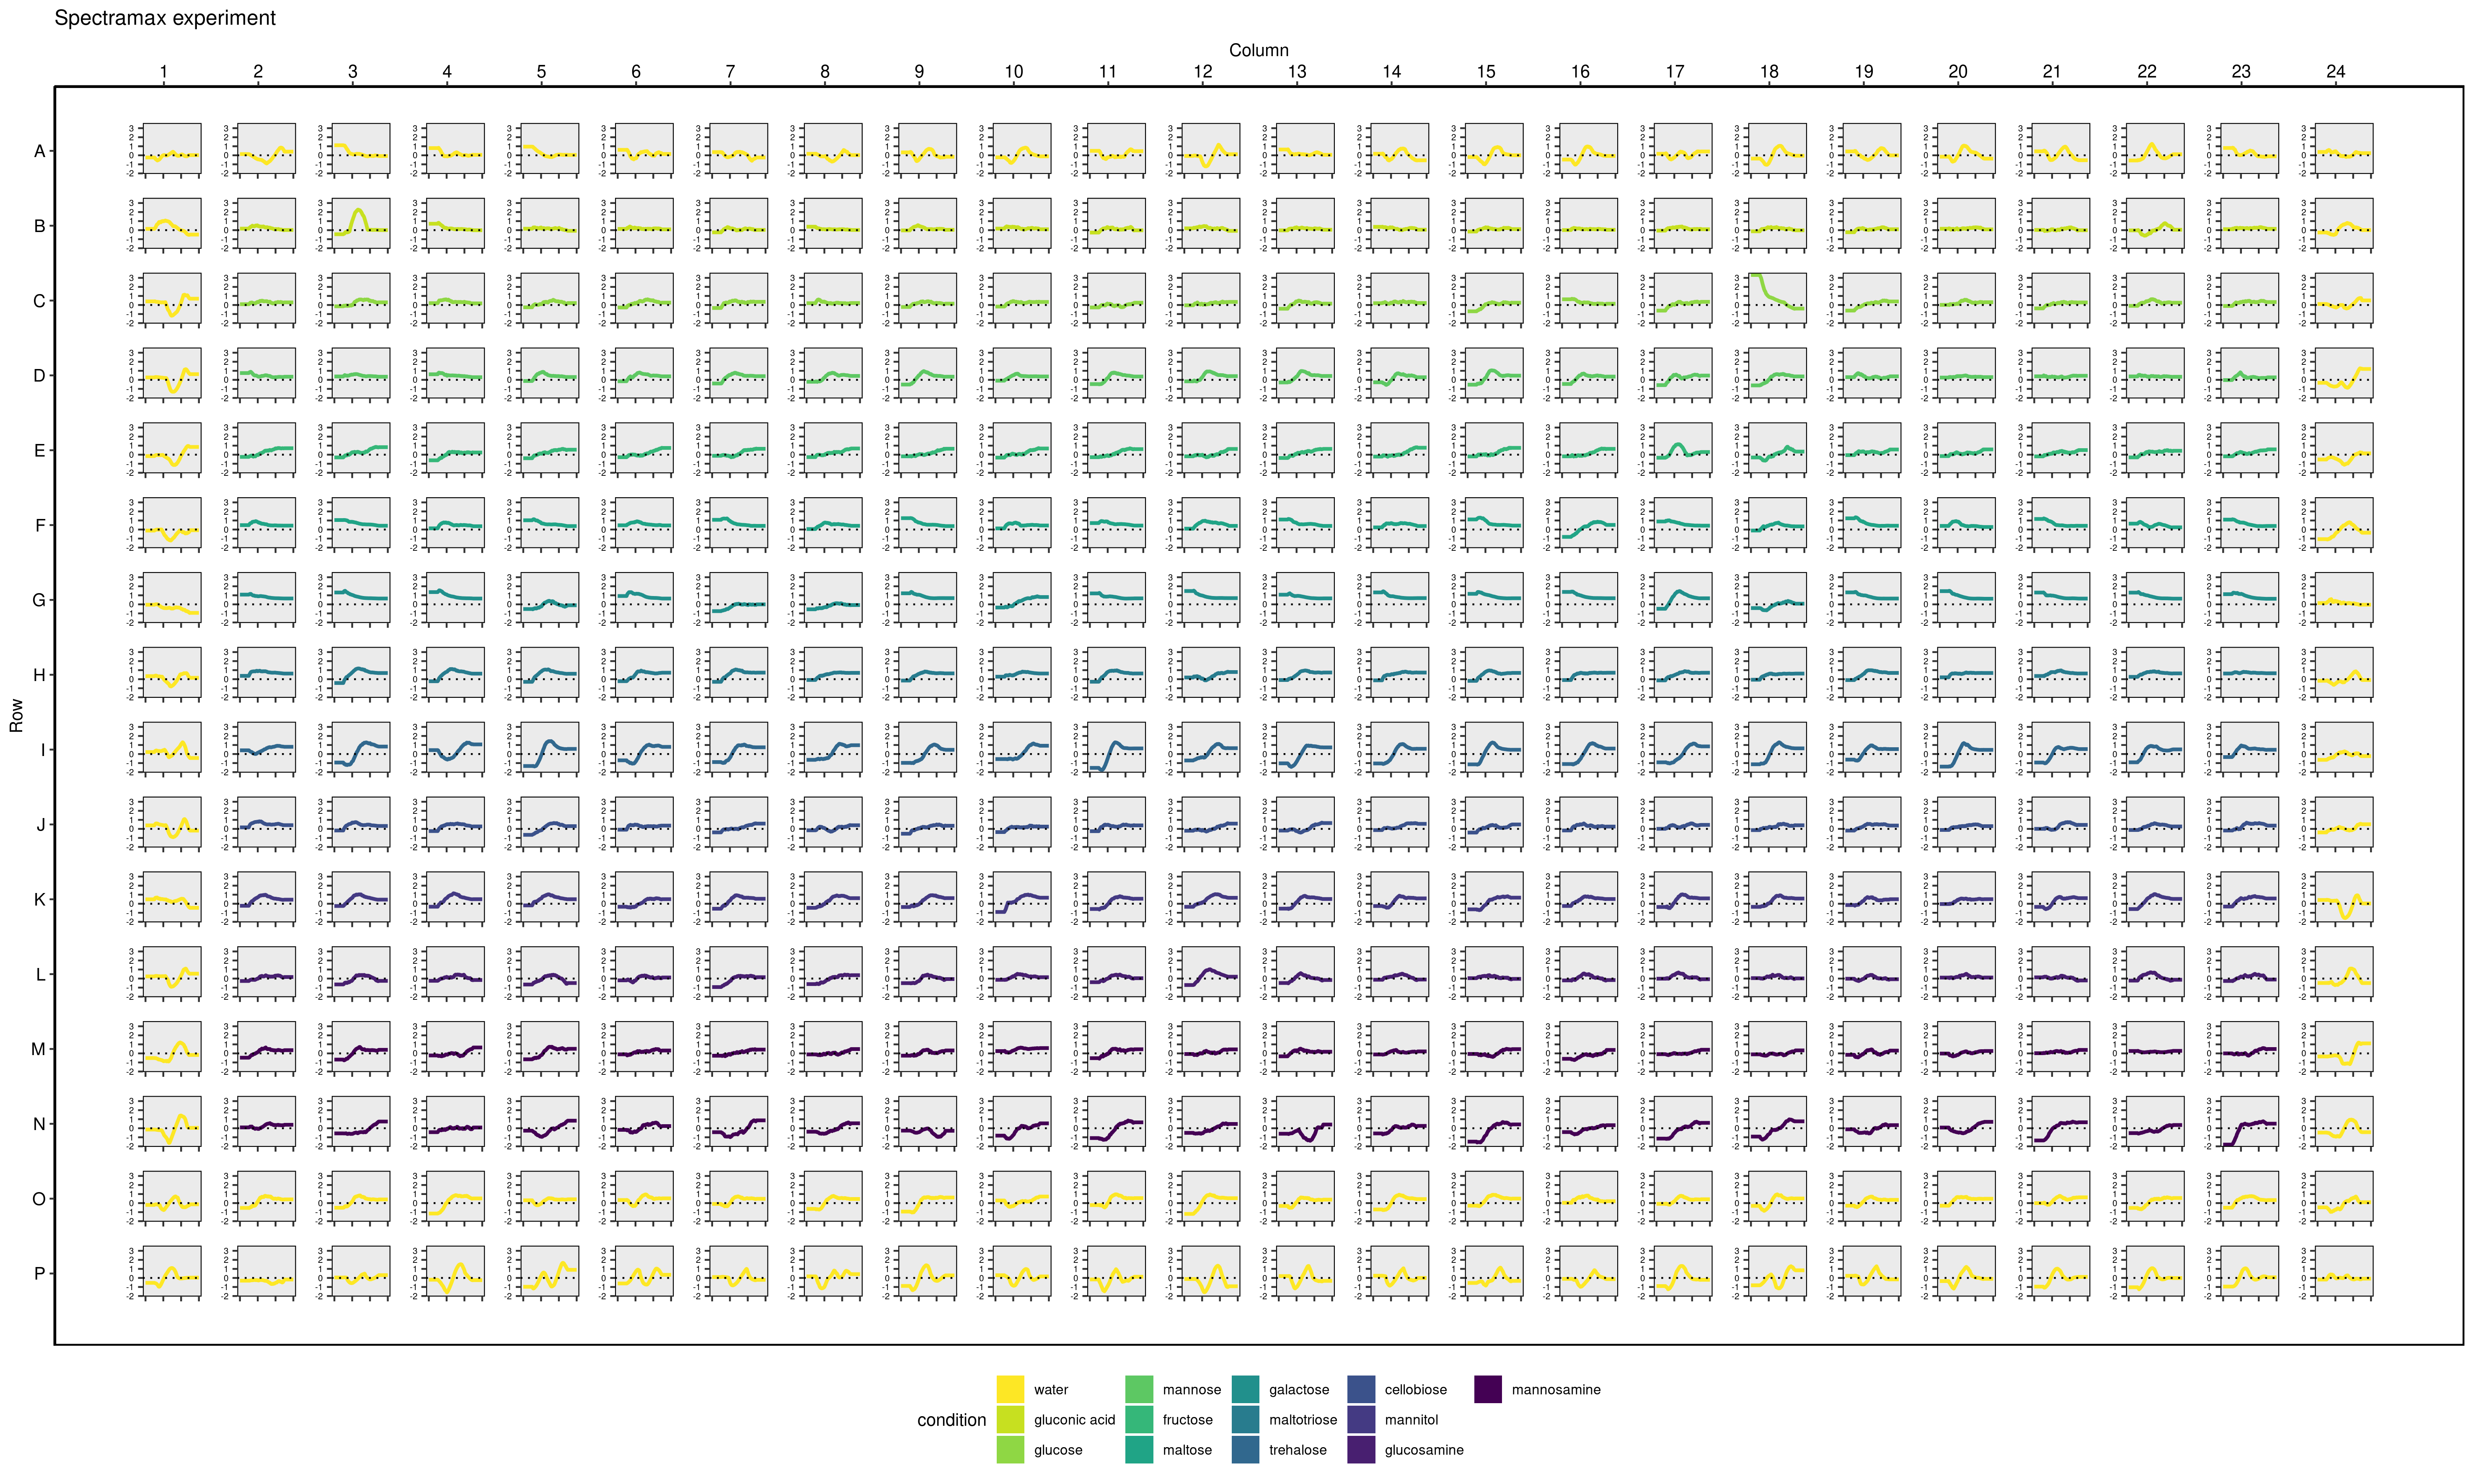 Spectramax experiment
Column
1 2 3 4 5 6 7 8 9 10 11 12 13 14 15 16 17 18 19 20 21 22 23 24
Row
A
B
C
D
E
F
G
H
I
J
K
L
M
N
O
P
3
2
1
0
-1
-2
condition
water
gluconic acid
glucose
mannose
fructose
maltose
galactose
maltotriose
trehalose
cellobiose
mannitol
glucosamine
mannosamine